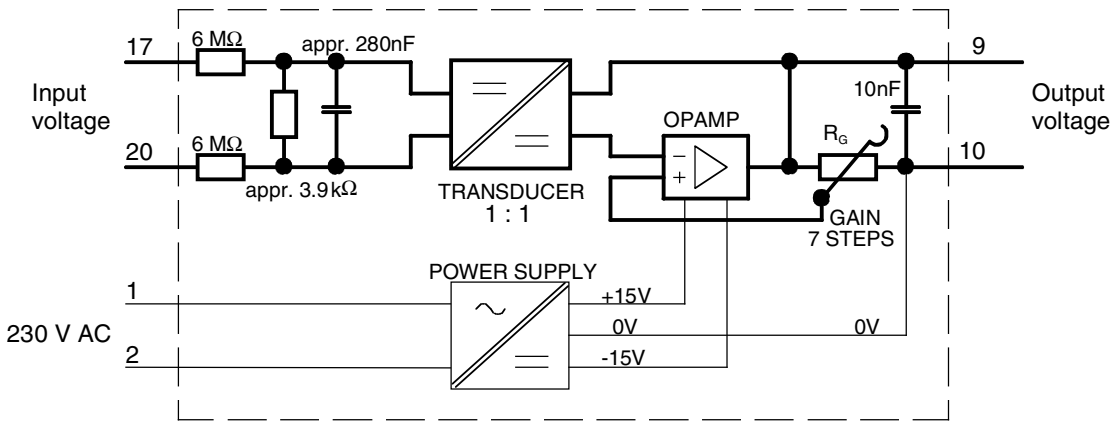 17
6 MΩ
appr. 280nF
9
Input
voltage
10nF
Output
voltage
OPAMP
R_G
20
6 MΩ
−
+
10
appr. 3.9kΩ
TRANSDUCER
1 : 1
GAIN
7 STEPS
POWER SUPPLY
1
+15V
230 V AC
0V
0V
2
-15V